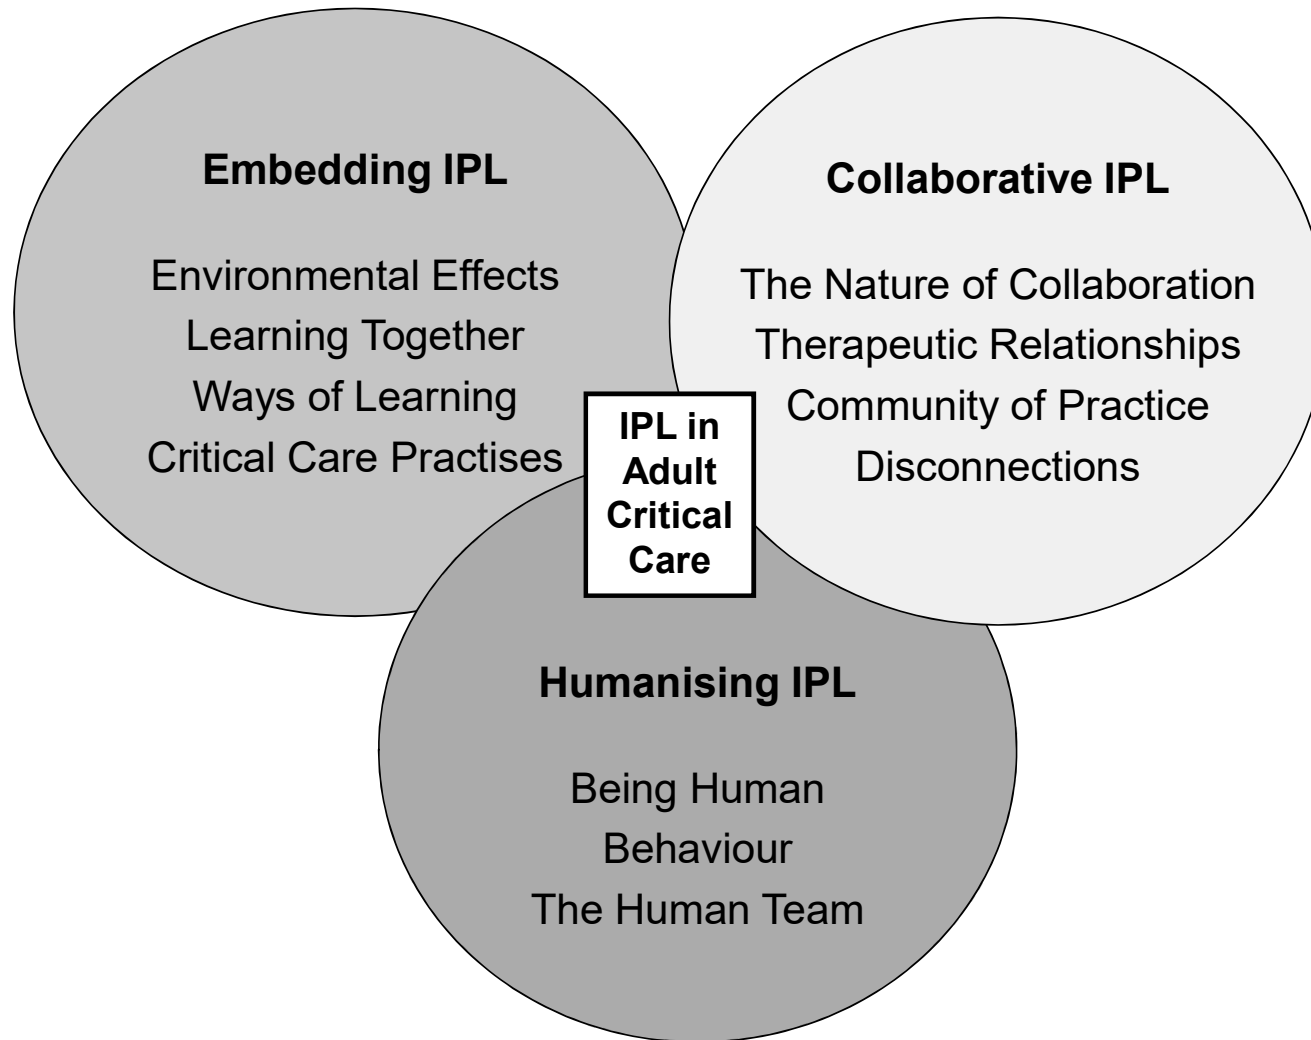 Embedding IPL
Environmental Effects
Learning Together
Ways of Learning
Critical Care Practises
Collaborative IPL
The Nature of Collaboration
Therapeutic Relationships
Community of Practice
Disconnections
IPL in
Adult
Critical
Care
Humanising IPL
Being Human
Behaviour
The Human Team